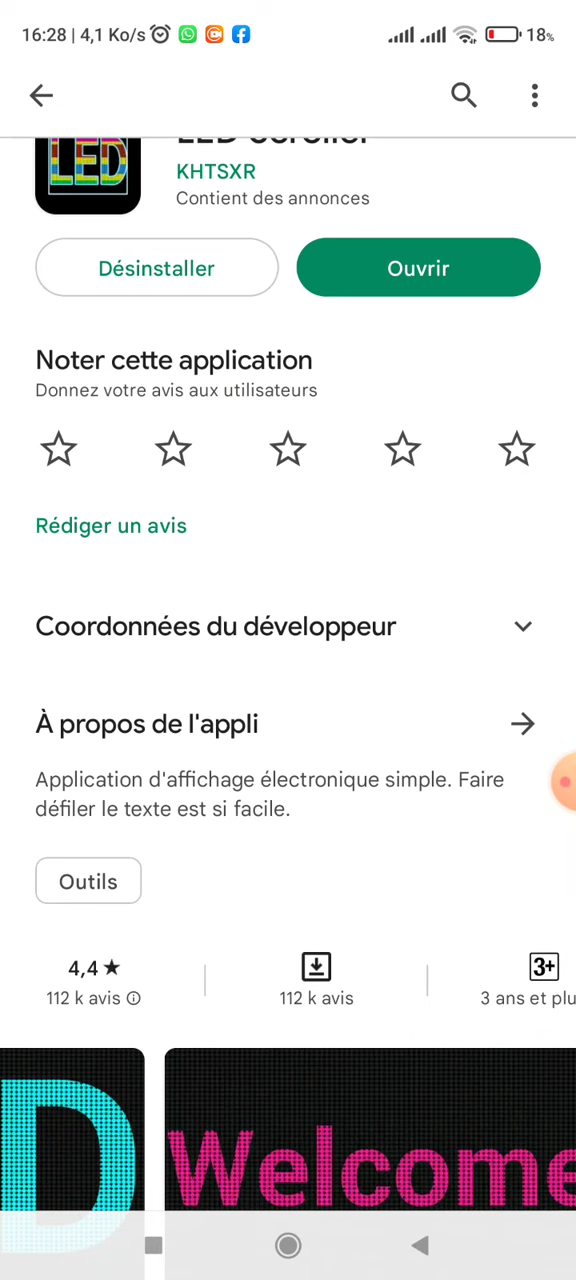 16:28 | 4,1 Ko/s
18%
LED Scroller
LED
KHTSXR
Contient des annonces
Désinstaller
Ouvrir
Noter cette application
Donnez votre avis aux utilisateurs
Rédiger un avis
Coordonnées du développeur
À propos de l'appli
Application d'affichage électronique simple. Faire
défiler le texte est si facile.
Outils
4,4★
3+
112 k avis
112 k avis
3 ans et plu
D
Welcome